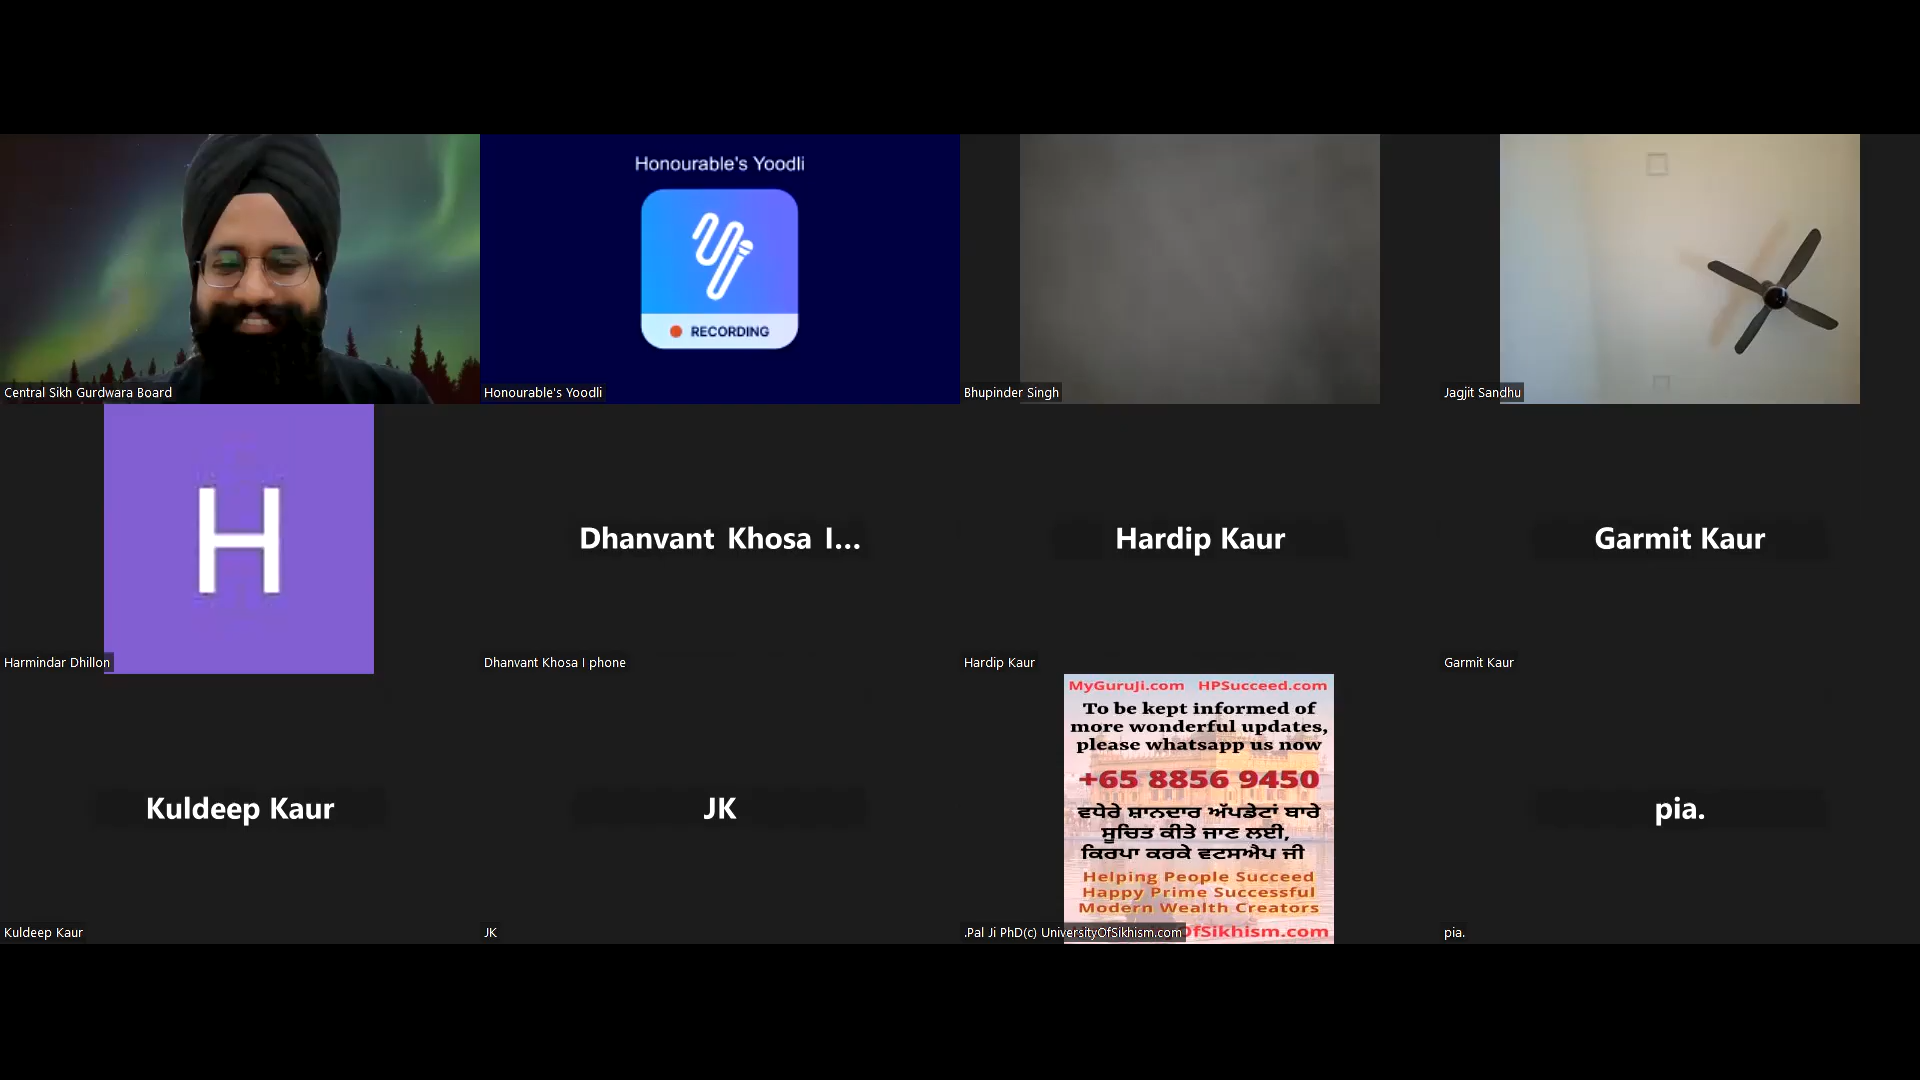 Honourable's Yoodli
RECORDING
Central Sikh Gurdwara Board
Honourable's Yoodli
Bhupinder Singh
Jagjit Sandhu
H
Dhanvant Khosa I...
Hardip Kaur
Garmit Kaur
Harmindar Dhillon
Dhanvant Khosa I phone
Hardip Kaur
Garmit Kaur
Kuldeep Kaur
JK
MyGuruJi.com HPSucceed.com
To be kept informed of
more wonderful updates,
please whatsapp us now
+65 8856 9450
ਵਧੇਰੇ ਸ਼ਾਨਦਾਰ ਅੱਪਡੇਟਾਂ ਬਾਰੇ
ਸੂਚਿਤ ਕੀਤੇ ਜਾਣ ਲਈ,
ਕਿਰਪਾ ਕਰਕੇ ਵਟਸਐਪ ਜੀ
Helping People Succeed
Happy Prime Successful
Modern Wealth Creators
OfSikhism.com
pia.
Kuldeep Kaur
JK
.Pal Ji PhD(c) UniversityOfSikhism.com
pia.